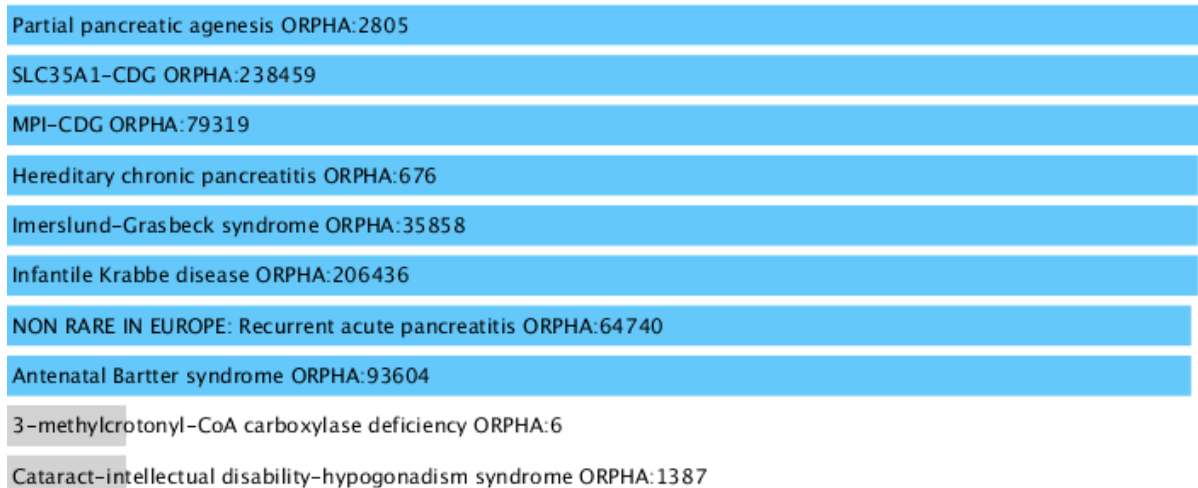 Partial pancreatic agenesis ORPHA:2805
SLC35A1-CDG ORPHA:238459
MPI-CDG ORPHA:79319
Hereditary chronic pancreatitis ORPHA:676
Imerslund-Grasbeck syndrome ORPHA:35858
Infantile Krabbe disease ORPHA:206436
NON RARE IN EUROPE: Recurrent acute pancreatitis ORPHA:64740
Antenatal Bartter syndrome ORPHA:93604
3-methylcrotonyl-CoA carboxylase deficiency ORPHA:6
Cataract-intellectual disability-hypogonadism syndrome ORPHA:1387